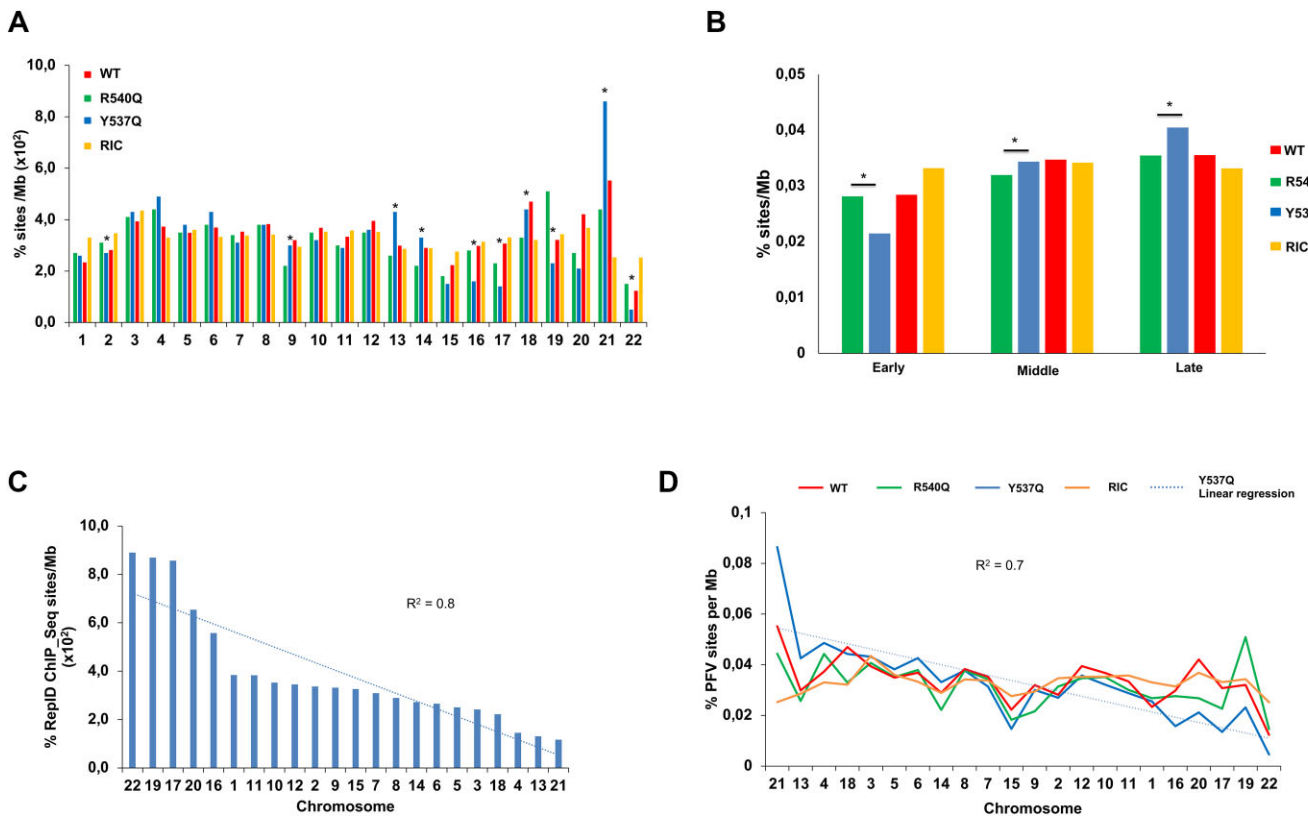 A
% sites /Mb (x10²)
10,0
8,0
6,0
4,0
2,0
0,0
WT
R540Q
Y537Q
RIC
* * * * * * * * * *
1 2 3 4 5 6 7 8 9 10 11 12 13 14 15 16 17 18 19 20 21 22
B
% sites/Mb
0,05
0,04
0,03
0,02
0,01
0
* * *
Early Middle Late
WT
R54
Y53
RIC
C
% RepID ChIP_Seq sites/Mb
(x10²)
10,0
8,0
6,0
4,0
2,0
0,0
R² = 0.8
22 19 17 20 16 1 11 10 12 2 9 15 7 8 14 6 5 3 18 4 13 21
Chromosome
D
WT R540Q Y537Q RIC Y537Q
Linear regression
% PFV sites per Mb
0,1
0,08
0,06
0,04
0,02
0
R² = 0.7
21 13 4 18 3 5 6 14 8 7 15 9 2 12 10 11 1 16 20 17 19 22
Chromosome